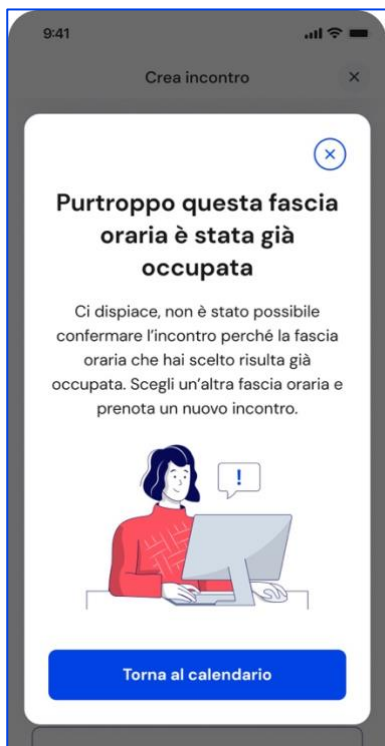 9:41
Crea incontro
Purtroppo questa fascia
oraria è stata già
occupata
Ci dispiace, non è stato possibile
confermare l’incontro perché la fascia
oraria che hai scelto risulta già
occupata. Scegli un’altra fascia oraria e
prenota un nuovo incontro.
!
Torna al calendario